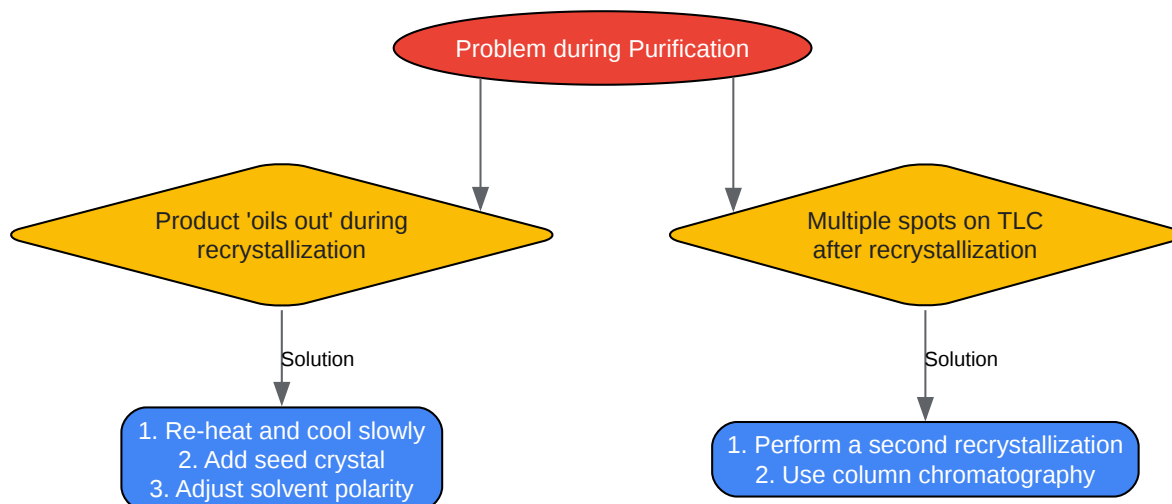 Problem during Purification
Product 'oils out' during
recrystallization
Multiple spots on TLC
after recrystallization
Solution
Solution
1. Re-heat and cool slowly
2. Add seed crystal
3. Adjust solvent polarity
1. Perform a second recrystallization
2. Use column chromatography